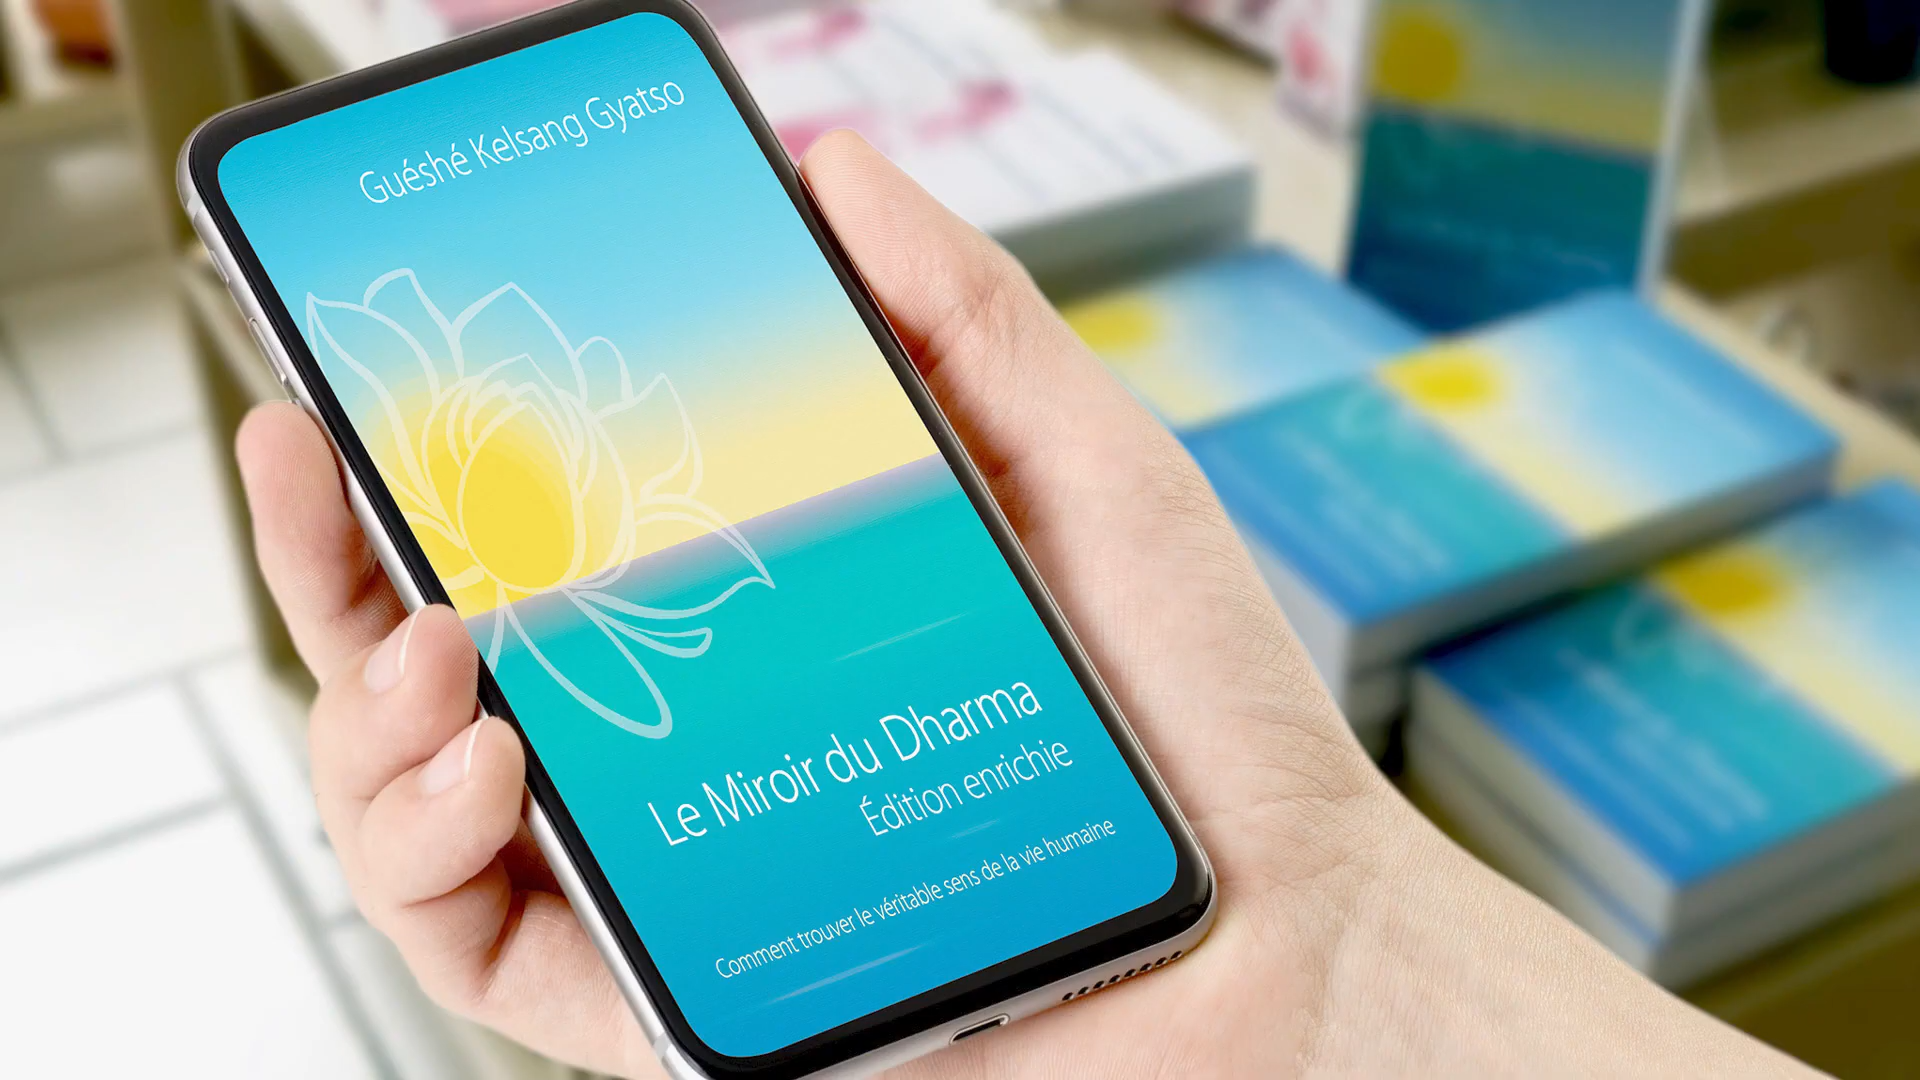 Guéshé Kelsang Gyatso
Le Miroir du Dharma
Édition enrichie
Comment trouver le véritable sens de la vie humaine